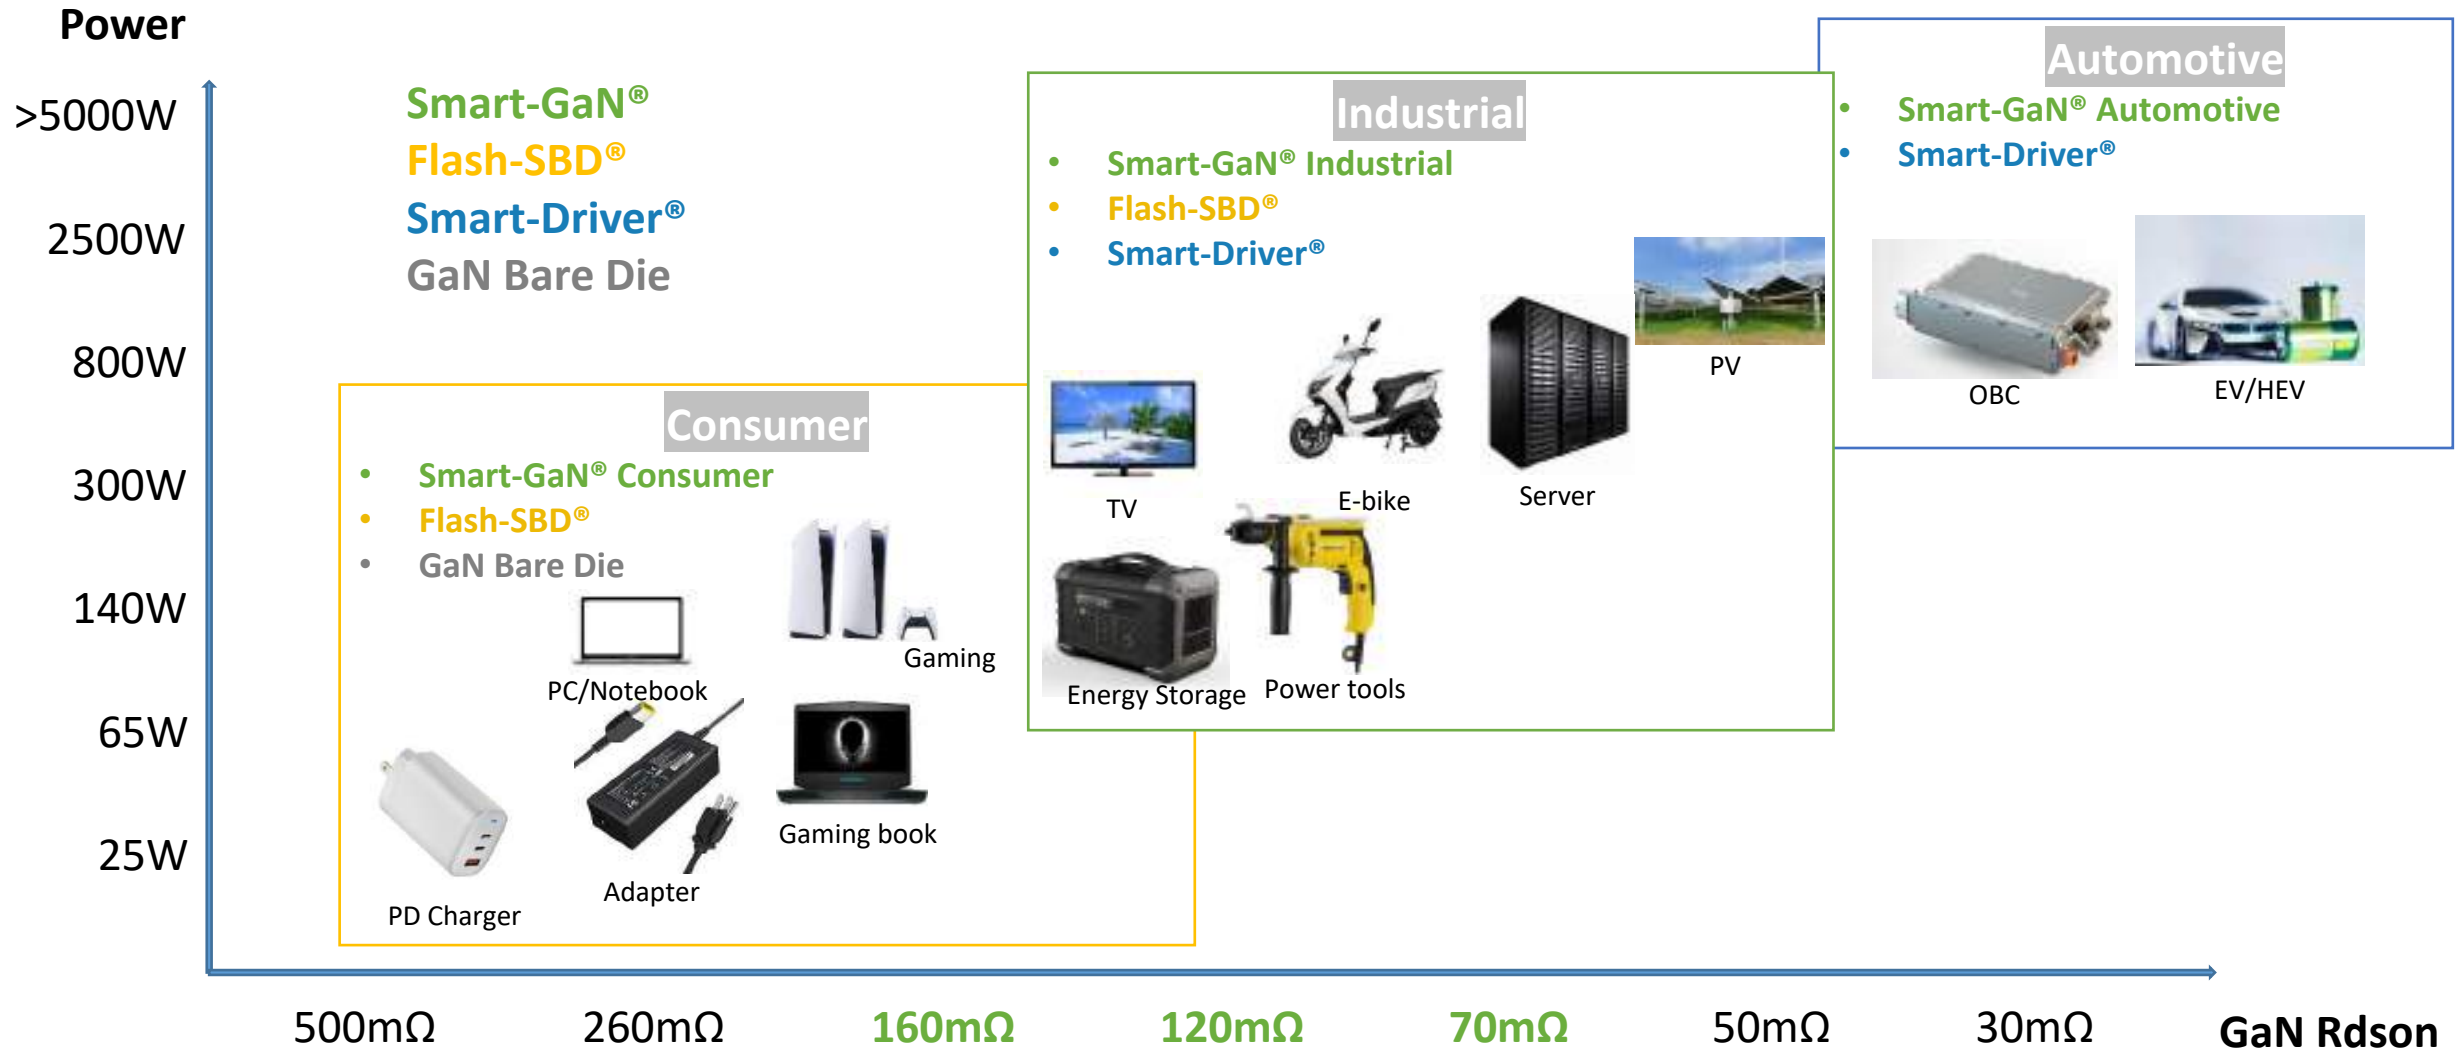 Power
>5000W
2500W
800W
300W
140W
65W
25W
Smart-GaN®
Flash-SBD®
Smart-Driver®
GaN Bare Die
Consumer
• Smart-GaN® Consumer
• Flash-SBD®
• GaN Bare Die
PC/Notebook
Gaming
PD Charger
Adapter
Gaming book
Industrial
• Smart-GaN® Industrial
• Flash-SBD®
• Smart-Driver®
TV
E-bike
Server
PV
Energy Storage
Power tools
Automotive
• Smart-GaN® Automotive
• Smart-Driver®
OBC
EV/HEV
500mΩ
260mΩ
160mΩ
120mΩ
70mΩ
50mΩ
30mΩ
GaN Rdson